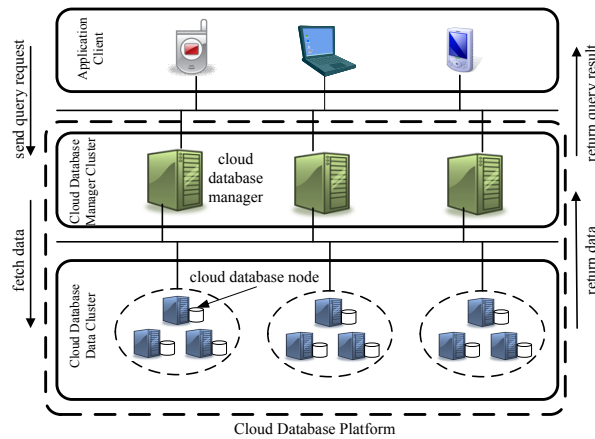 Application
Client
send query request
return query result
Cloud Database
Manager Cluster
cloud
database
manager
fetch data
return data
cloud database node
Cloud Database
Data Cluster
Cloud Database Platform